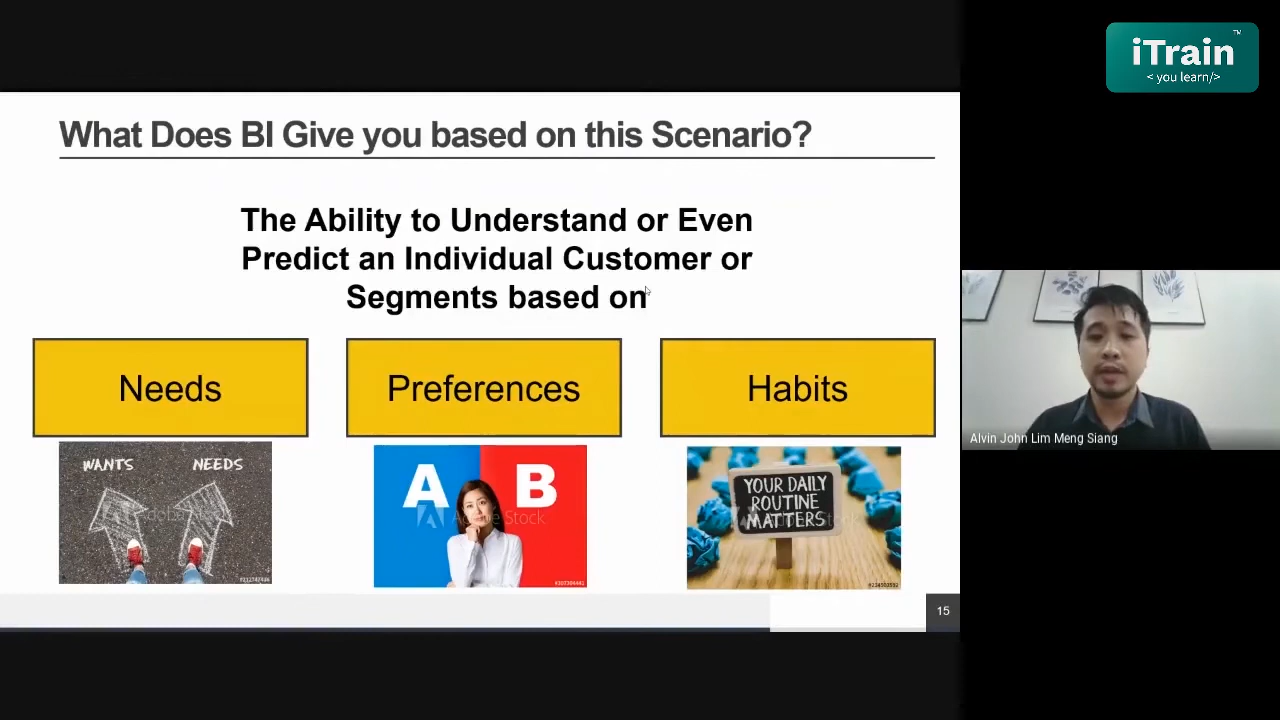 iTrain™
< you learn/>
What Does BI Give you based on this Scenario?
The Ability to Understand or Even
Predict an Individual Customer or
Segments based on
Needs
Preferences
Habits
WANTS
NEEDS
A
B
Adobe Stock
YOUR DAILY
ROUTINE
MATTERS
Alvin John Lim Meng Siang
15